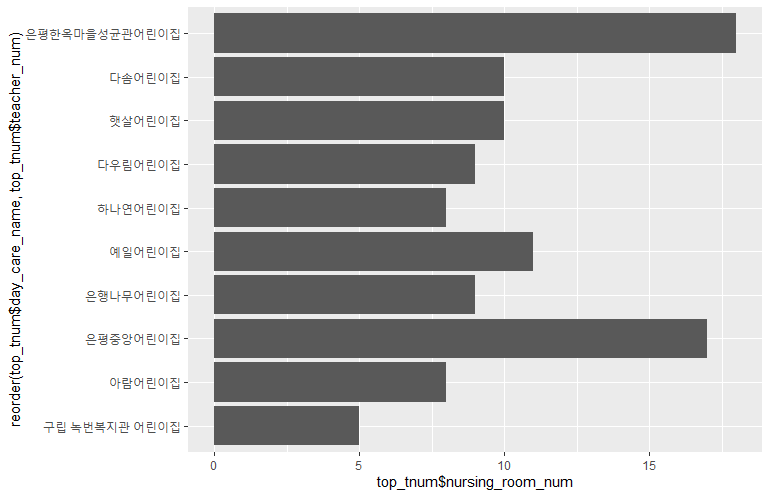 reorder(top_tnum$day_care_name, top_tnum$teacher_num)
은평한옥마을성균관어린이집
다솜어린이집
햇살어린이집
다우림어린이집
하나연어린이집
예일어린이집
은행나무어린이집
은평중앙어린이집
아람어린이집
구립 녹번복지관 어린이집
0 5 10 15
top_tnum$nursing_room_num